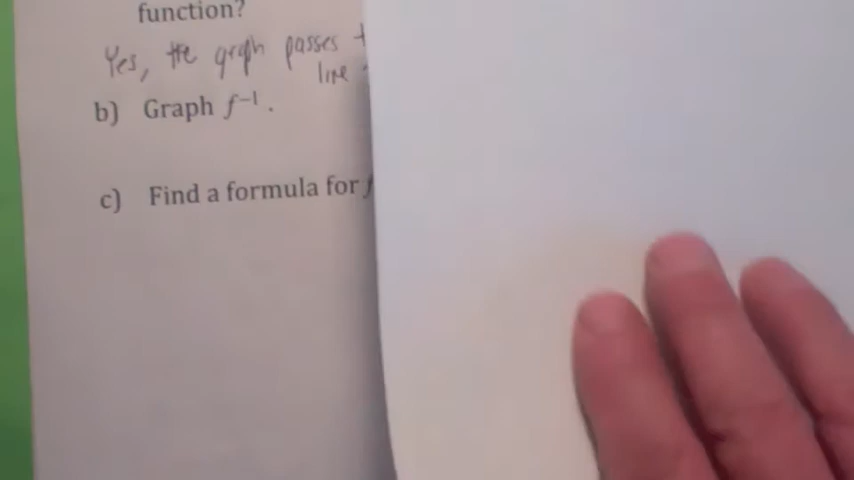 function?
Yes, the graph passes
line
b) Graph f⁻¹.
c) Find a formula for f